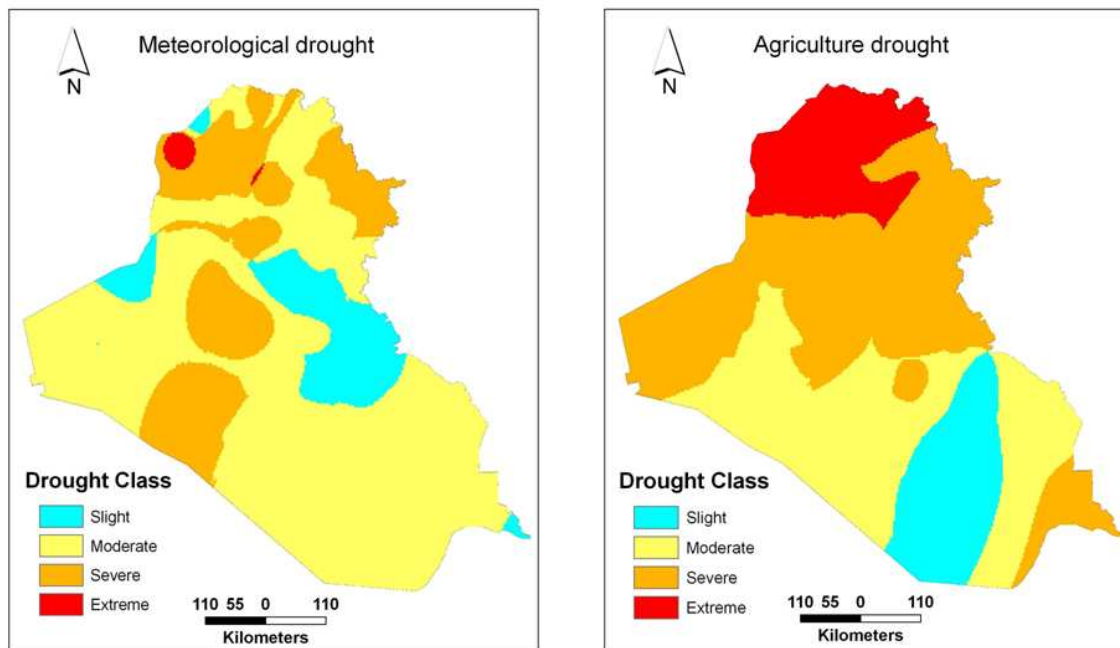 Meteorological drought
N
Drought Class
Slight
Moderate
Severe
Extreme
110 55 0 110
Kilometers
Agriculture drought
N
Drought Class
Slight
Moderate
Severe
Extreme
110 55 0 110
Kilometers